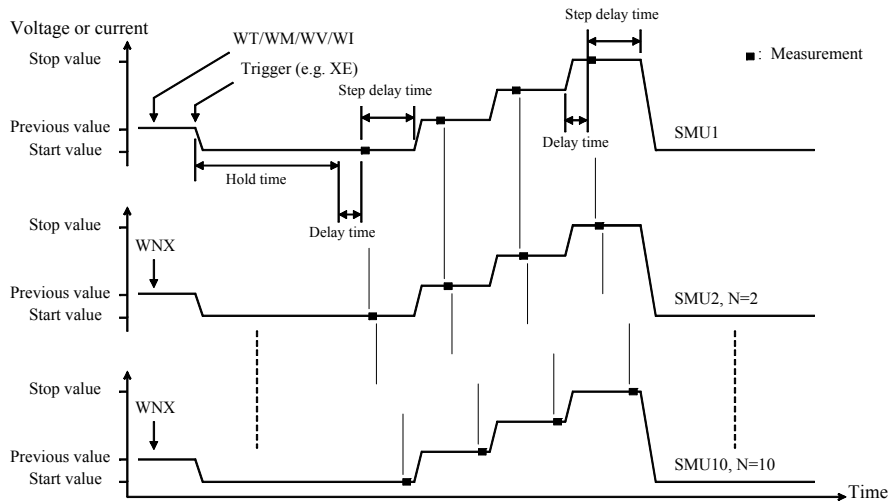 Voltage or current
WT/WM/WV/WI
Trigger (e.g. XE)
Step delay time
Step delay time
■ : Measurement
Stop value
Previous value
Start value
Hold time
Delay time
Delay time
SMU1
Stop value
WNX
Previous value
Start value
SMU2, N=2
Stop value
WNX
Previous value
Start value
SMU10, N=10
Time